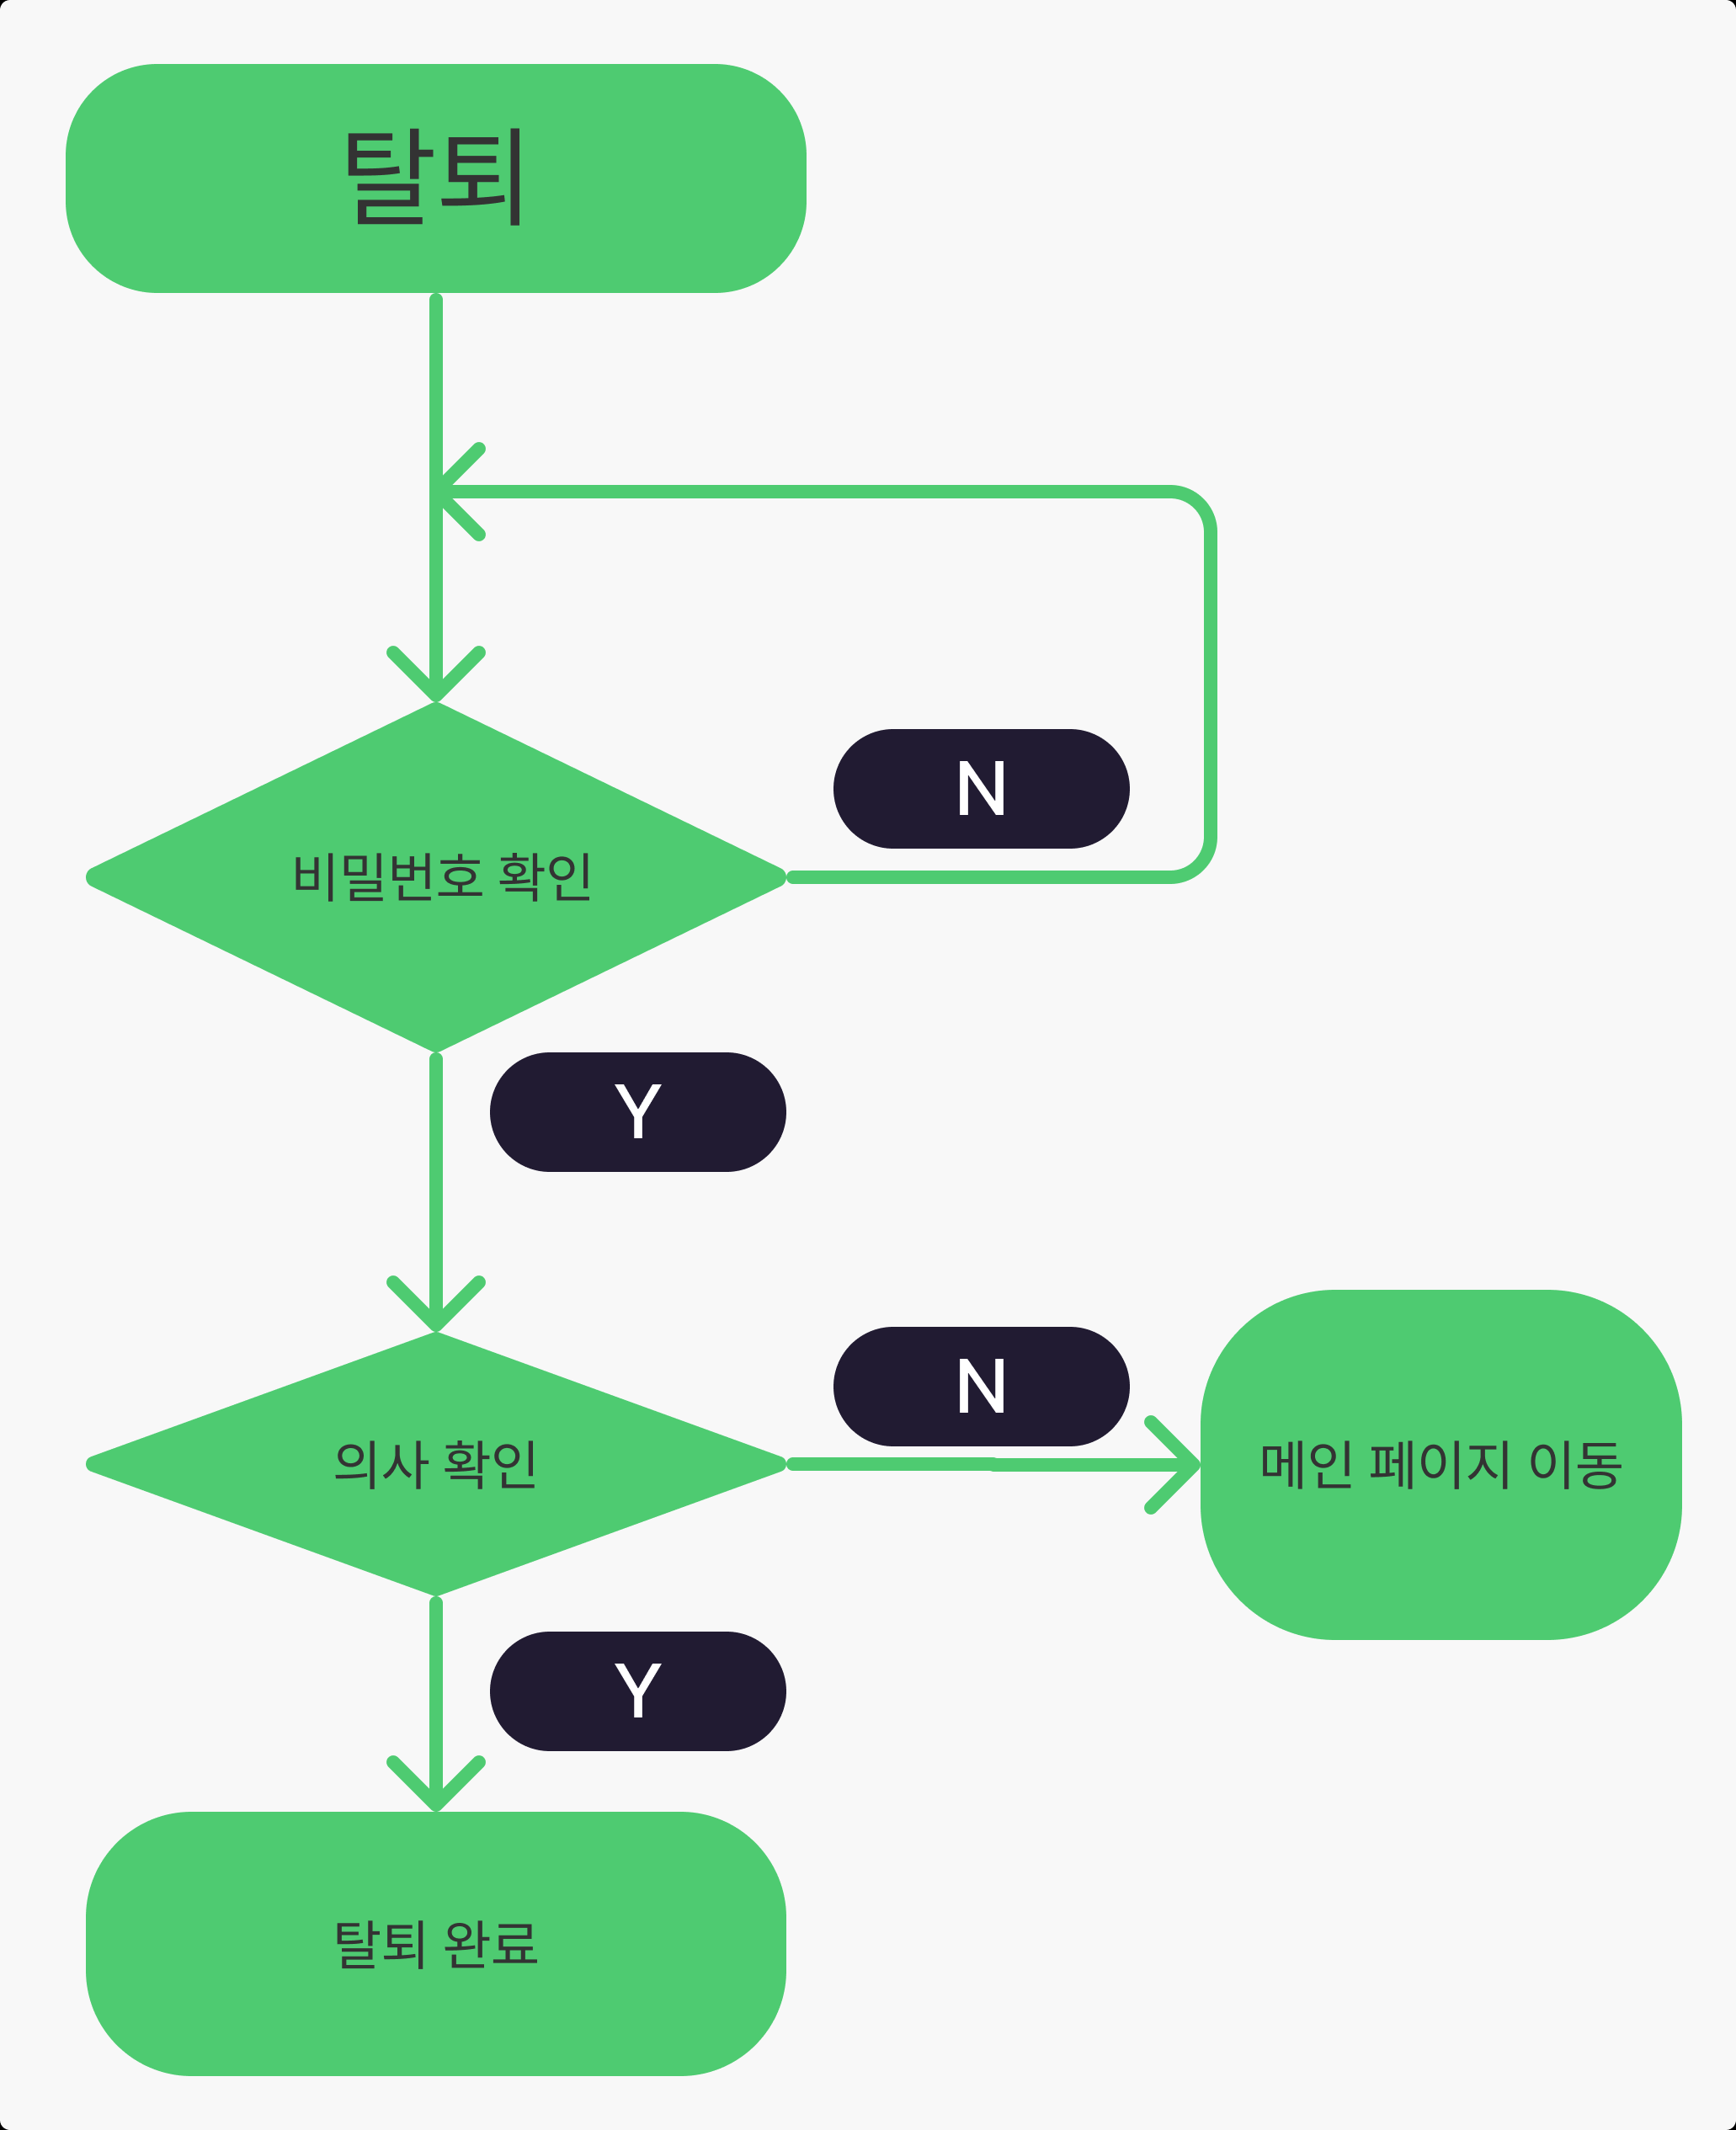 탈퇴
N
비밀번호 확인
Y
N
의사 확인
메인 페이지 이동
Y
탈퇴 완료